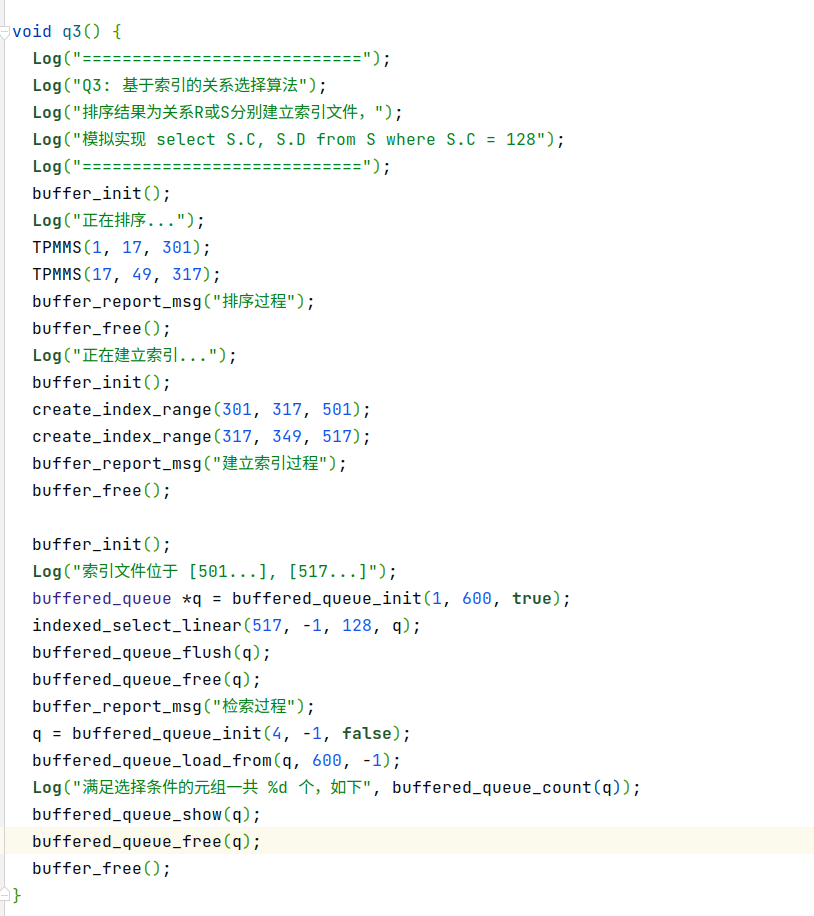 void q3() {
  Log("============================");
  Log("Q3: 基于索引的关系选择算法");
  Log("排序结果为关系R或S分别建立索引文件，");
  Log("模拟实现 select S.C, S.D from S where S.C = 128");
  Log("============================");
  buffer_init();
  Log("正在排序...");
  TPMMS(1, 17, 301);
  TPMMS(17, 49, 317);
  buffer_report_msg("排序过程");
  buffer_free();
  Log("正在建立索引...");
  buffer_init();
  create_index_range(301, 317, 501);
  create_index_range(317, 349, 517);
  buffer_report_msg("建立索引过程");
  buffer_free();

  buffer_init();
  Log("索引文件位于 [501...], [517...]");
  buffered_queue *q = buffered_queue_init(1, 600, true);
  indexed_select_linear(517, -1, 128, q);
  buffered_queue_flush(q);
  buffered_queue_free(q);
  buffer_report_msg("检索过程");
  q = buffered_queue_init(4, -1, false);
  buffered_queue_load_from(q, 600, -1);
  Log("满足选择条件的元组一共 %d 个，如下", buffered_queue_count(q));
  buffered_queue_show(q);
  buffered_queue_free(q);
  buffer_free();
}